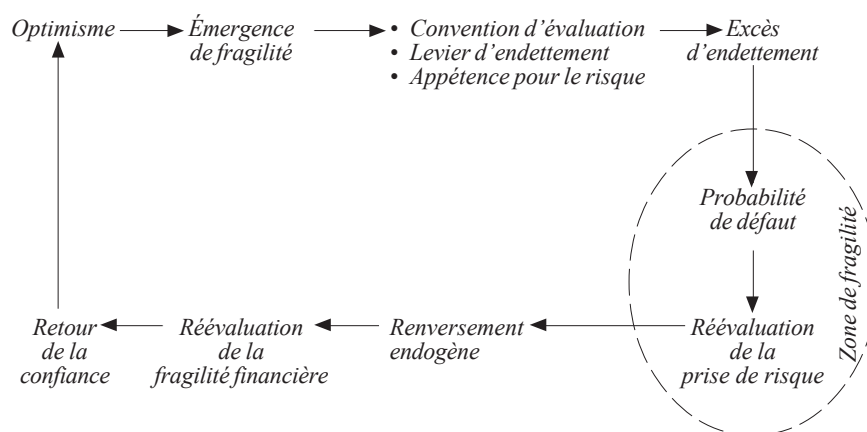 Optimisme
Émergence
de fragilité
• Convention d’évaluation
• Levier d’endettement
• Appétence pour le risque
Excès
d’endettement
Probabilité
de défaut
Zone de fragilité
Réévaluation
de la
prise de risque
Renversement
endogène
Réévaluation
de la
fragilité financière
Retour
de la
confiance